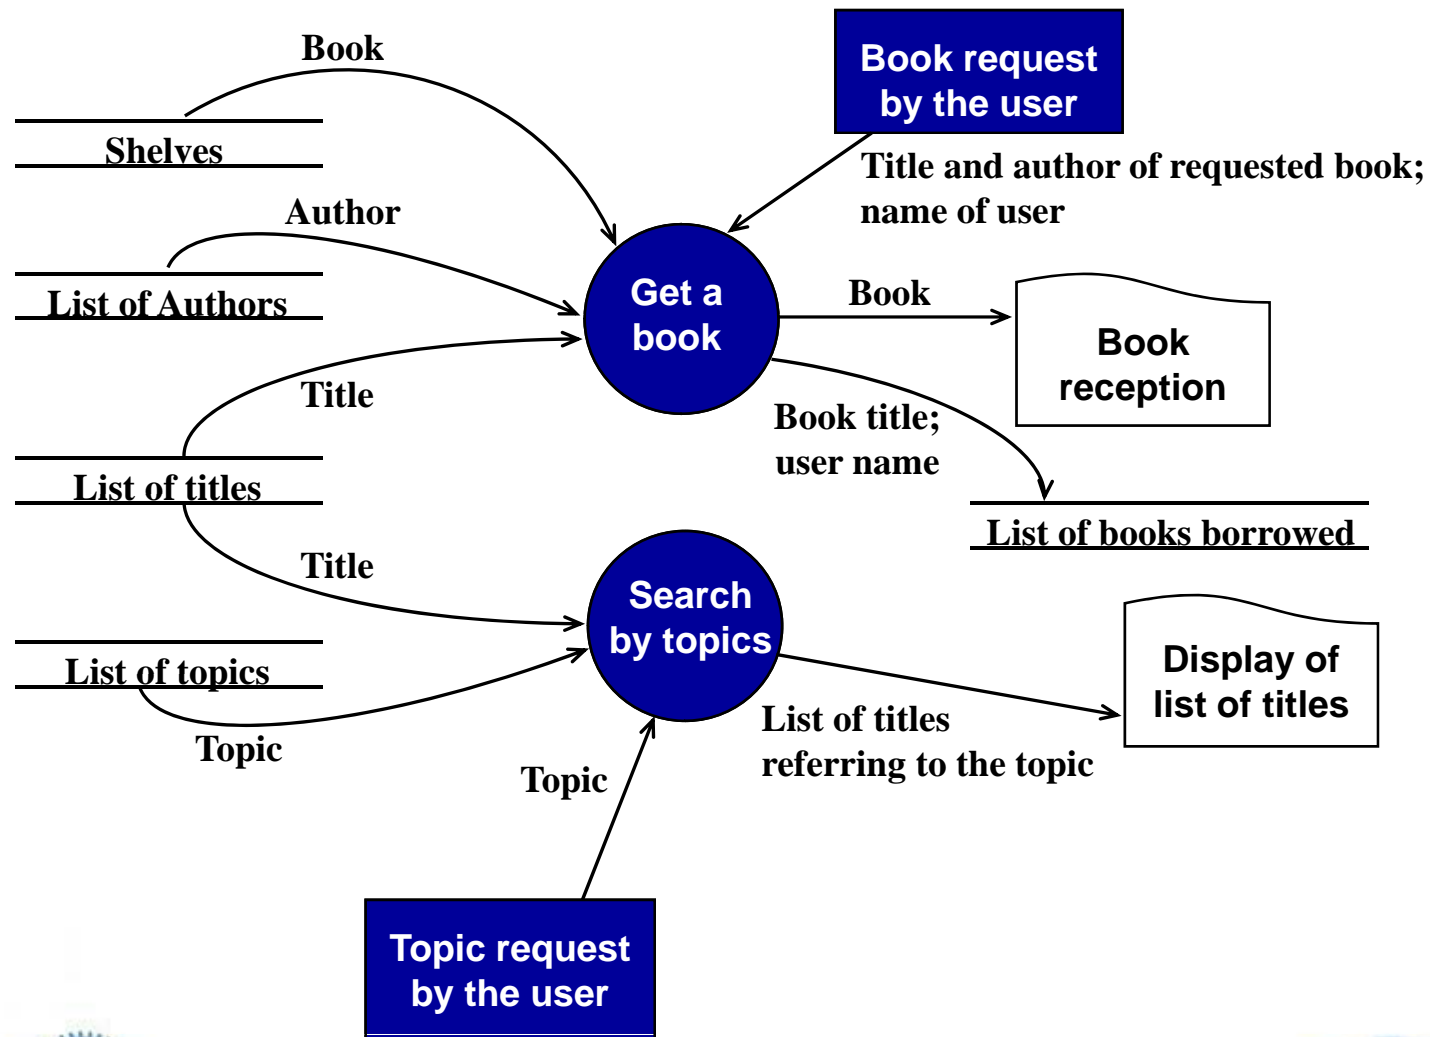 Book
Book request
by the user
Shelves
Title and author of requested book;
name of user
Author
List of Authors
Get a
book
Book
Book
reception
Title
Book title;
user name
List of titles
List of books borrowed
Title
Search
by topics
List of topics
Display of
list of titles
Topic
List of titles
referring to the topic
Topic
Topic request
by the user